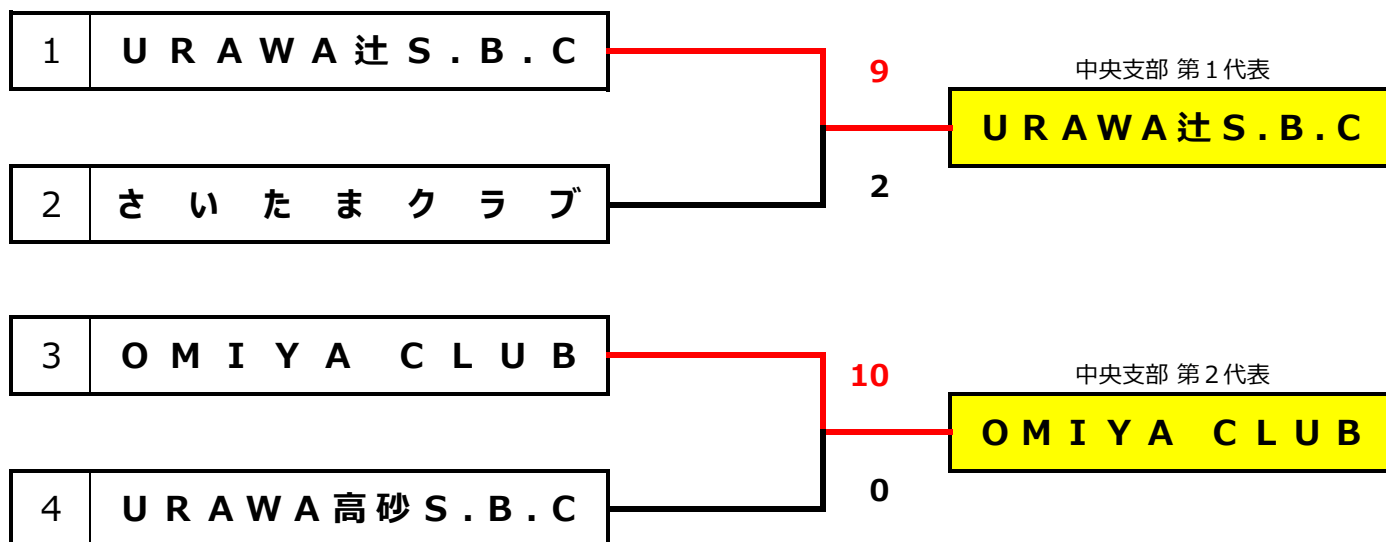 1 URAWA辻S.B.C
9
中央支部 第1代表
URAWA辻S.B.C
2 さいたまクラブ
2
3 OMIYA CLUB
10
中央支部 第2代表
OMIYA CLUB
4 URAWA高砂S.B.C
0